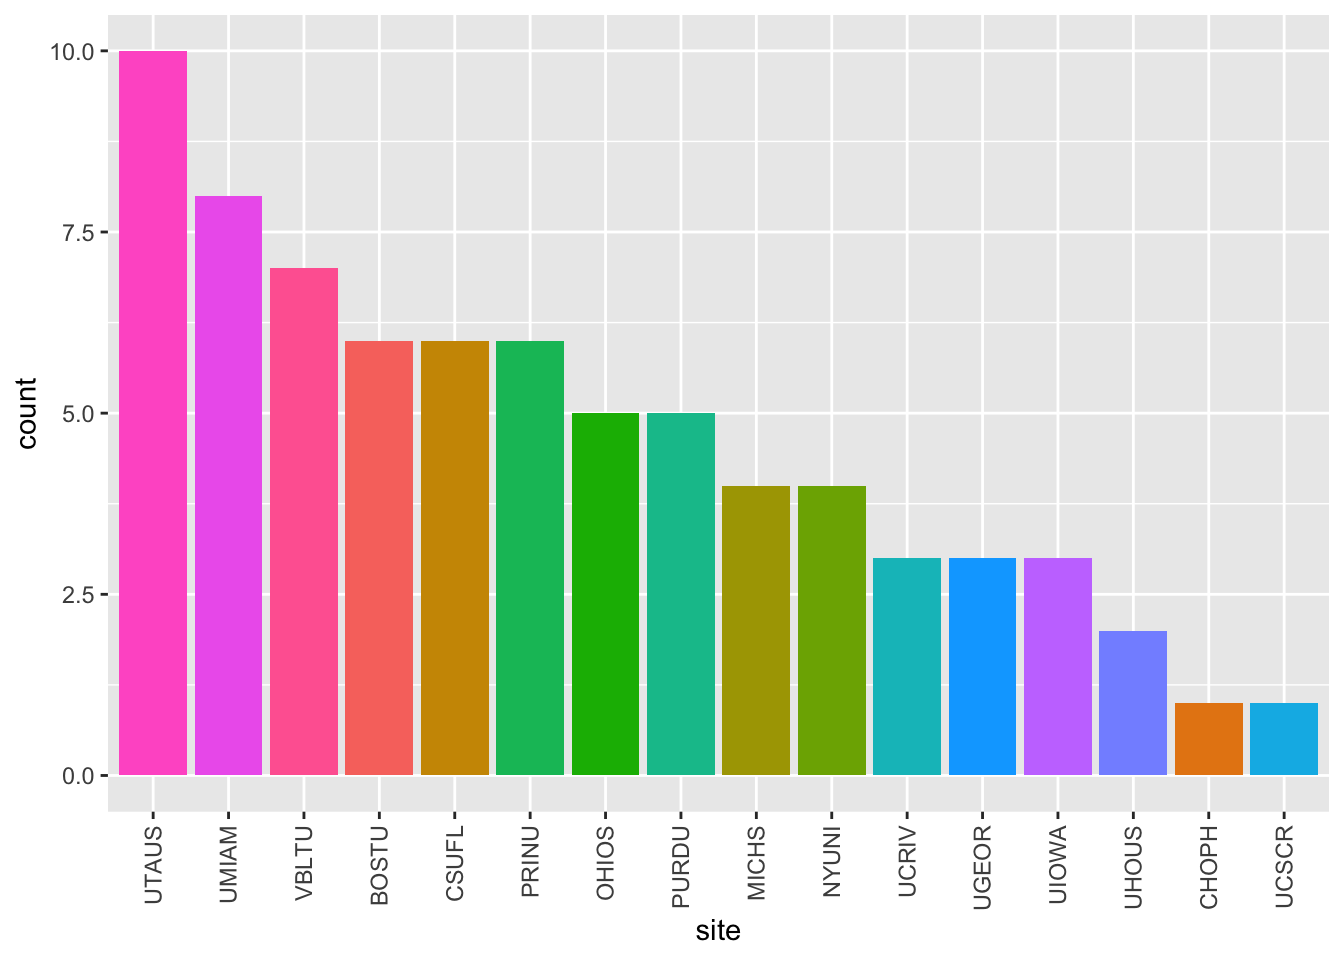 10.0
7.5
5.0
2.5
0.0
count
UTAUS
UMIAM
VBLTU
BOSTU
CSUFL
PRINU
OHIOS
PURDU
MICHS
NYUNI
UCRIV
UGEOR
UIOWA
UHOUS
CHOPH
UCSCR
site